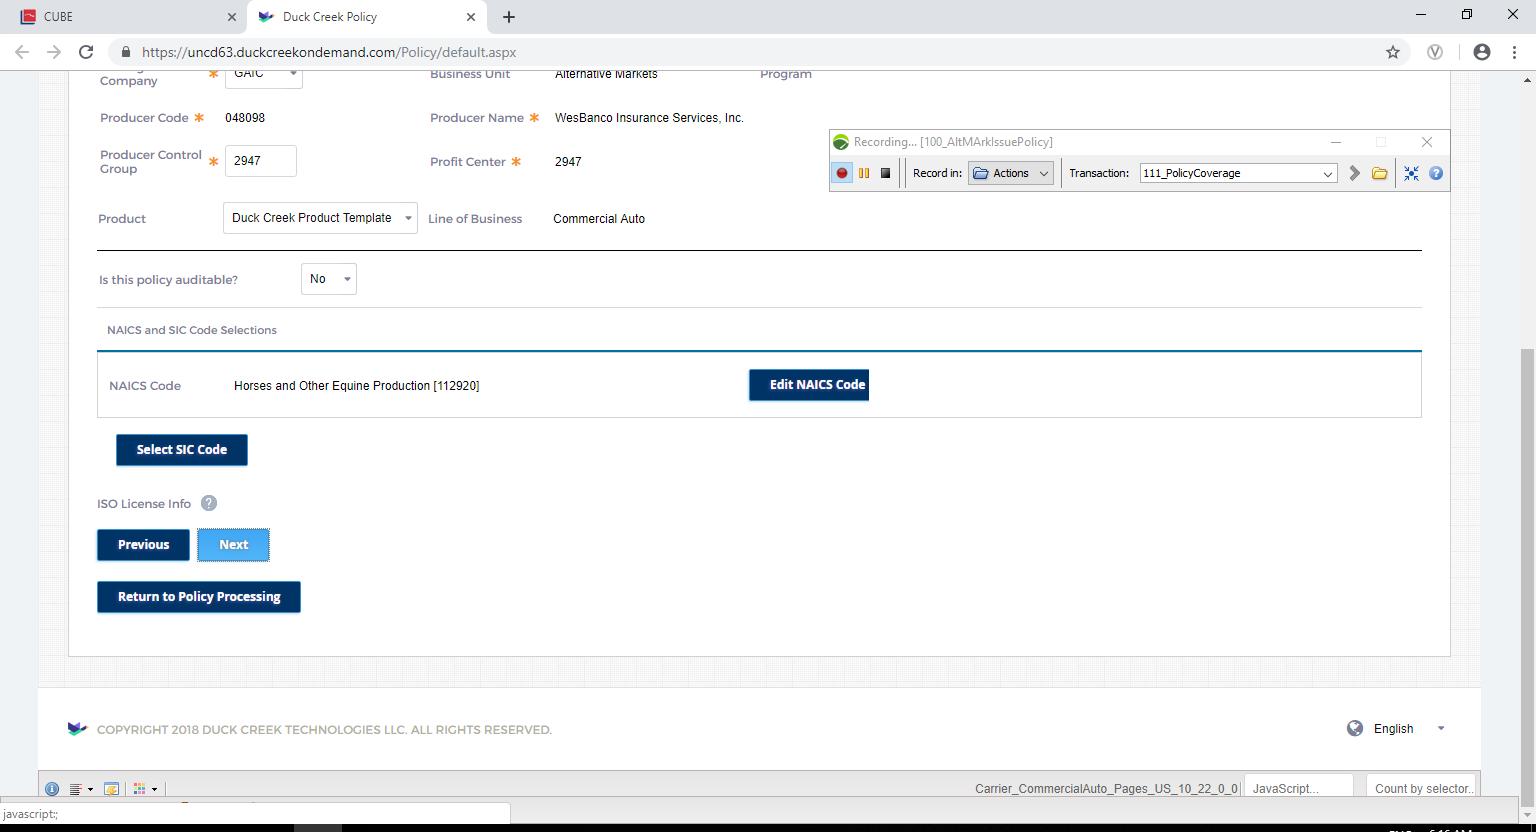 CUBE
Duck Creek Policy
https://uncd63.duckcreekondemand.com/Policy/default.aspx
Company * GAIC Business Unit Alternative Markets Program
Producer Code * 048098 Producer Name * WesBanco Insurance Services, Inc.
Recording... [100_AltMArkIssuePolicy]
Producer Control Group * 2947 Profit Center * 2947
Record in: Actions Transaction: 111_PolicyCoverage
Product Duck Creek Product Template Line of Business Commercial Auto
Is this policy auditable? No
NAICS and SIC Code Selections
NAICS Code Horses and Other Equine Production [112920] Edit NAICS Code
Select SIC Code
ISO License Info ?
Previous Next
Return to Policy Processing
COPYRIGHT 2018 DUCK CREEK TECHNOLOGIES LLC. ALL RIGHTS RESERVED. English
Carrier_CommercialAuto_Pages_US_10_22_0_0 JavaScript... Count by selector..
javascript:;